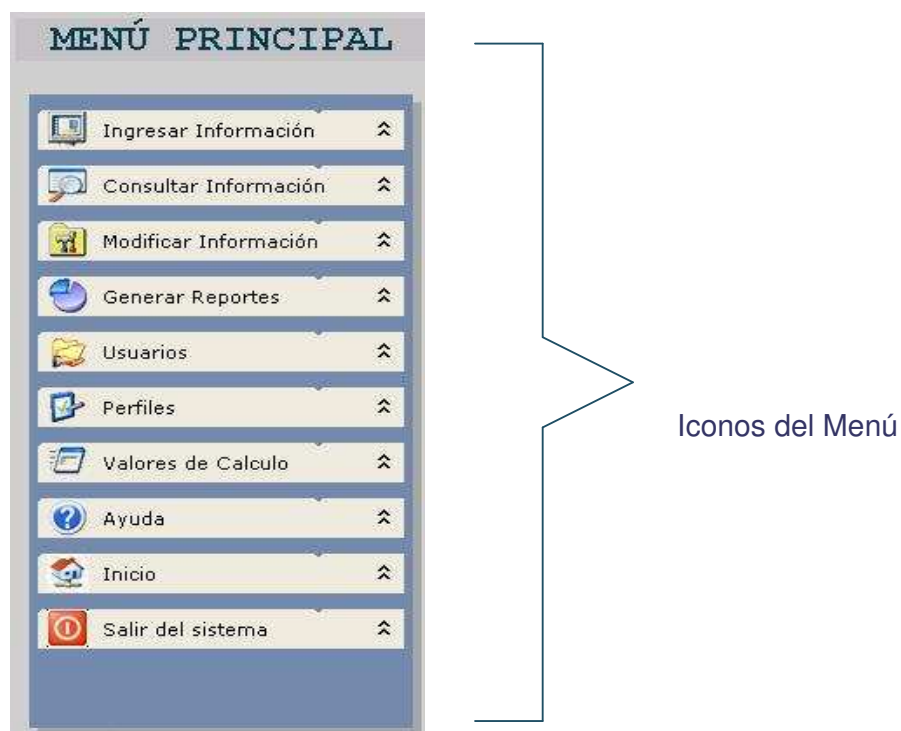 MENÚ PRINCIPAL
Ingresar Información
Consultar Información
Modificar Información
Generar Reportes
Usuarios
Perfiles
Valores de Calculo
Ayuda
Inicio
Salir del sistema
Iconos del Menú